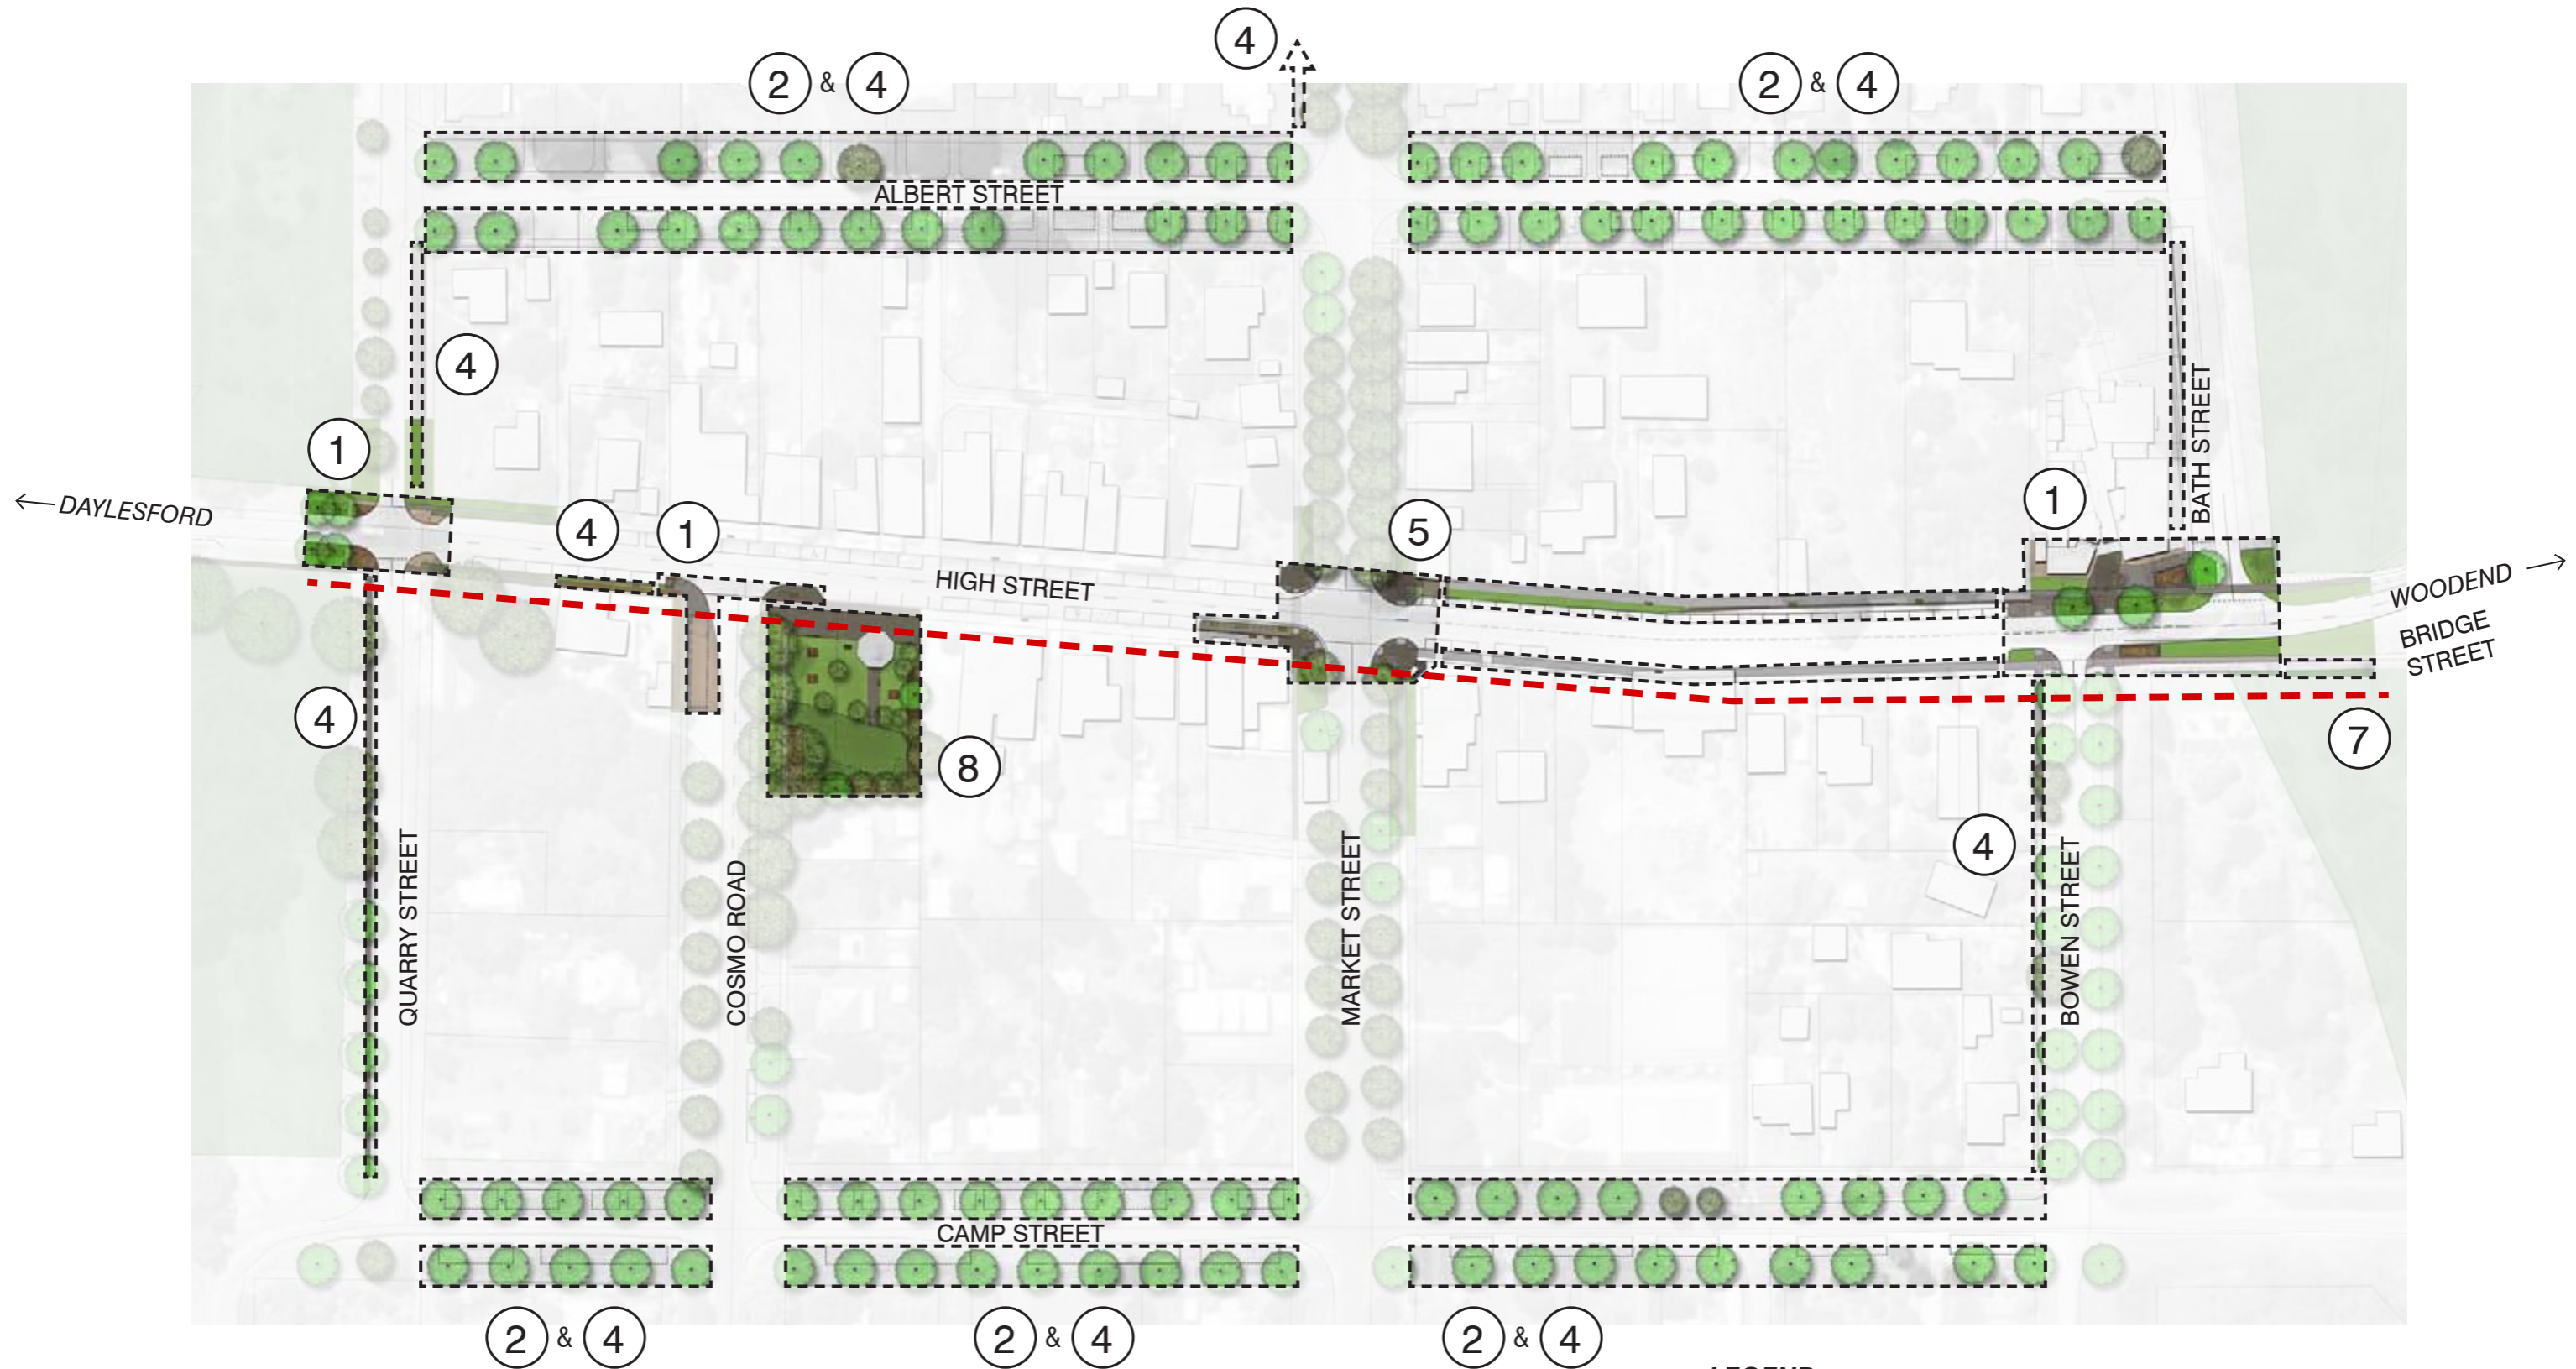 4
2 & 4
2 & 4
ALBERT STREET
4
BATH STREET
1
1
← DAYLESFORD
4
1
5
HIGH STREET
WOODEND →
BRIDGE
STREET
4
8
7
4
QUARRY STREET
COSMO ROAD
MARKET STREET
BOWEN STREET
CAMP STREET
2 & 4
2 & 4
2 & 4